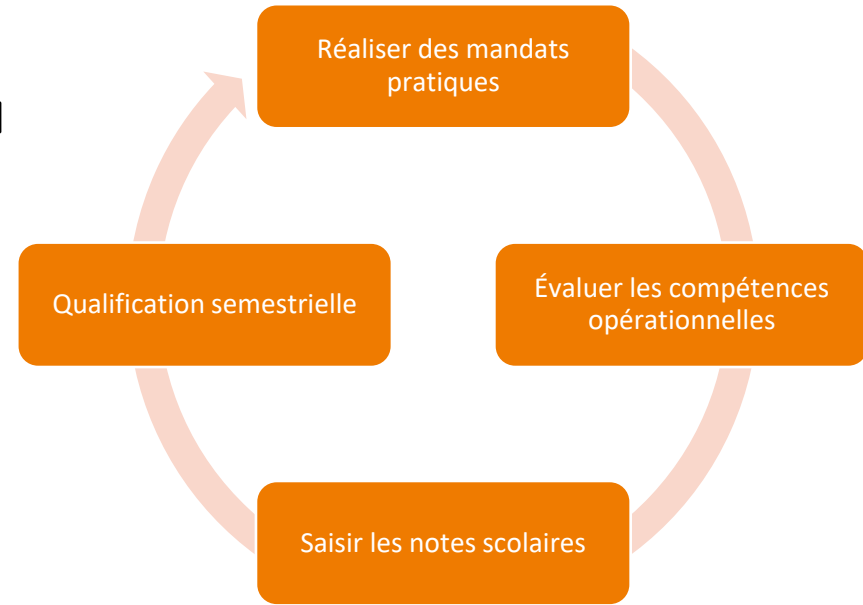 Réaliser des mandats
pratiques
Évaluer les compétences
opérationnelles
Saisir les notes scolaires
Qualification semestrielle